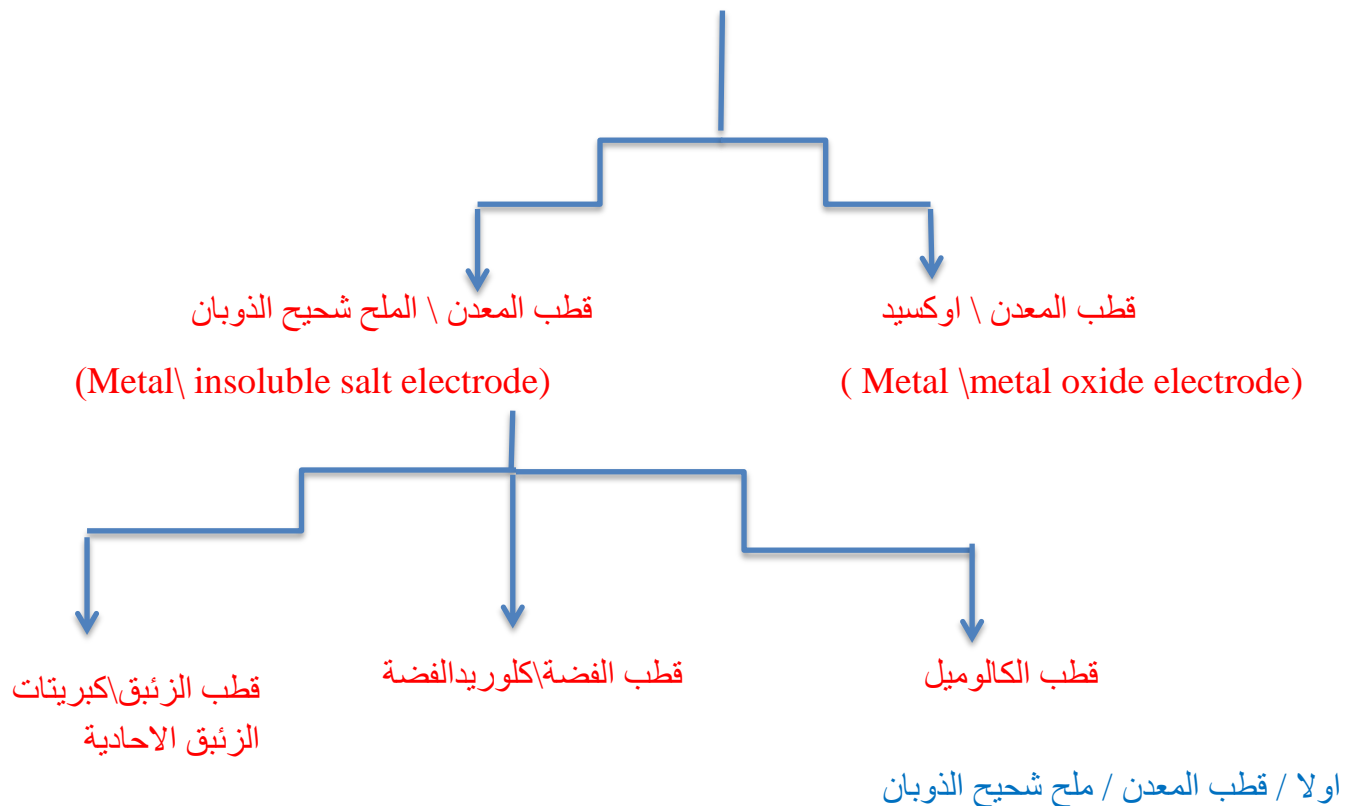 قطب المعدن \ اوكسيد
(Metal \metal oxide electrode )
قطب المعدن \ الملح شحيح الذوبان
(Metal\ insoluble salt electrode)
قطب الكالوميل
قطب الفضة\كلوريدالفضة
قطب الزئبق\كبريتات
الزئبق الاحادية
اولا / قطب المعدن / ملح شحيح الذوبان